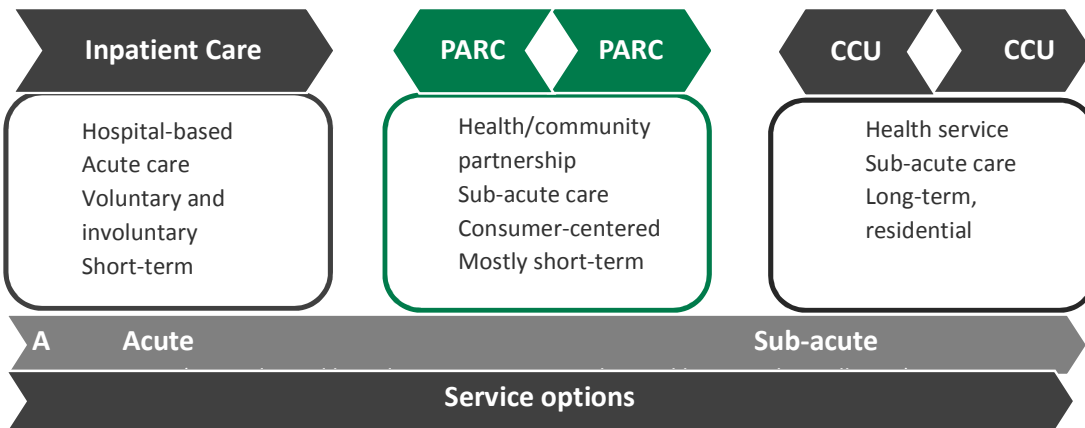 Inpatient Care
PARC
PARC
CCU
CCU
Hospital-based
Acute care
Voluntary and
involuntary
Short-term
Health/community
partnership
Sub-acute care
Consumer-centered
Mostly short-term
Health service
Sub-acute care
Long-term,
residential
A Acute Sub-acute
Service options